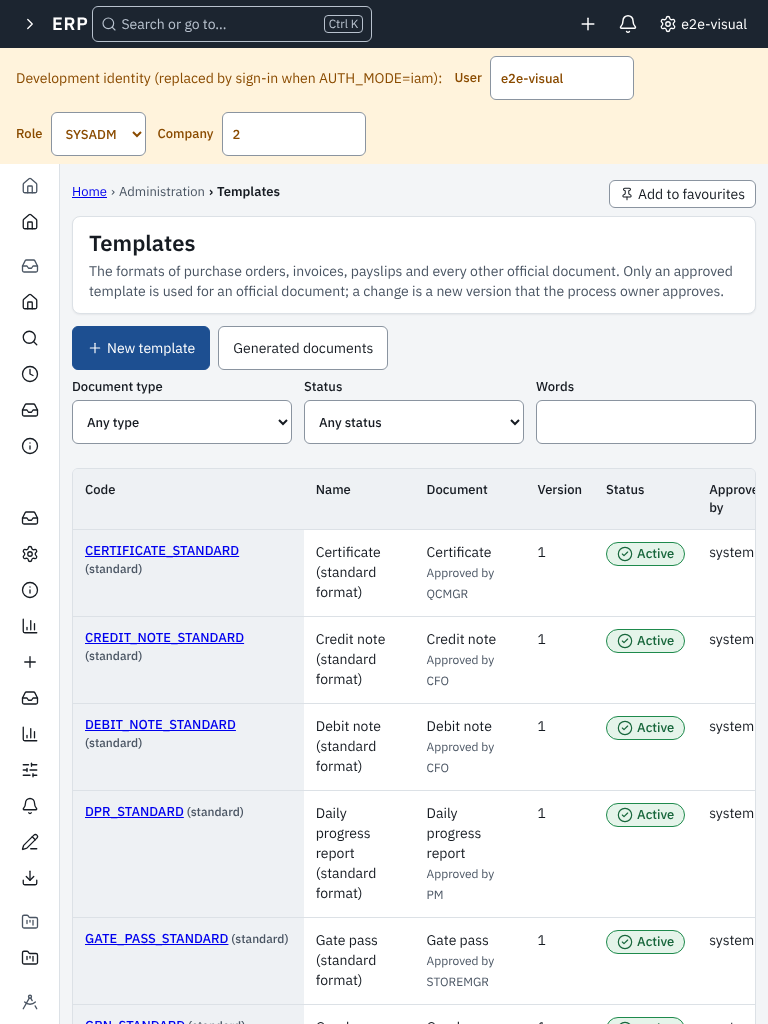 ERP
Search or go to...
Ctrl K
e2e-visual
Development identity (replaced by sign-in when AUTH_MODE=iam):
User
e2e-visual
Role
SYSADM
Company
2
Home › Administration › Templates
Add to favourites
Templates
The formats of purchase orders, invoices, payslips and every other official document. Only an approved
template is used for an official document; a change is a new version that the process owner approves.
New template
Generated documents
Document type
Status
Words
Any type
Any status
Code
Name
Document
Version
Status
Approve
by
CERTIFICATE_STANDARD
(standard)
Certificate
(standard
format)
Certificate
Approved by
QCMGR
1
Active
system
CREDIT_NOTE_STANDARD
(standard)
Credit note
(standard
format)
Credit note
Approved by
CFO
1
Active
system
DEBIT_NOTE_STANDARD
(standard)
Debit note
(standard
format)
Debit note
Approved by
CFO
1
Active
system
DPR_STANDARD (standard)
Daily
progress
report
(standard
format)
Daily
progress
report
Approved by
PM
1
Active
system
GATE_PASS_STANDARD (standard)
Gate pass
(standard
format)
Gate pass
Approved by
STOREMGR
1
Active
system